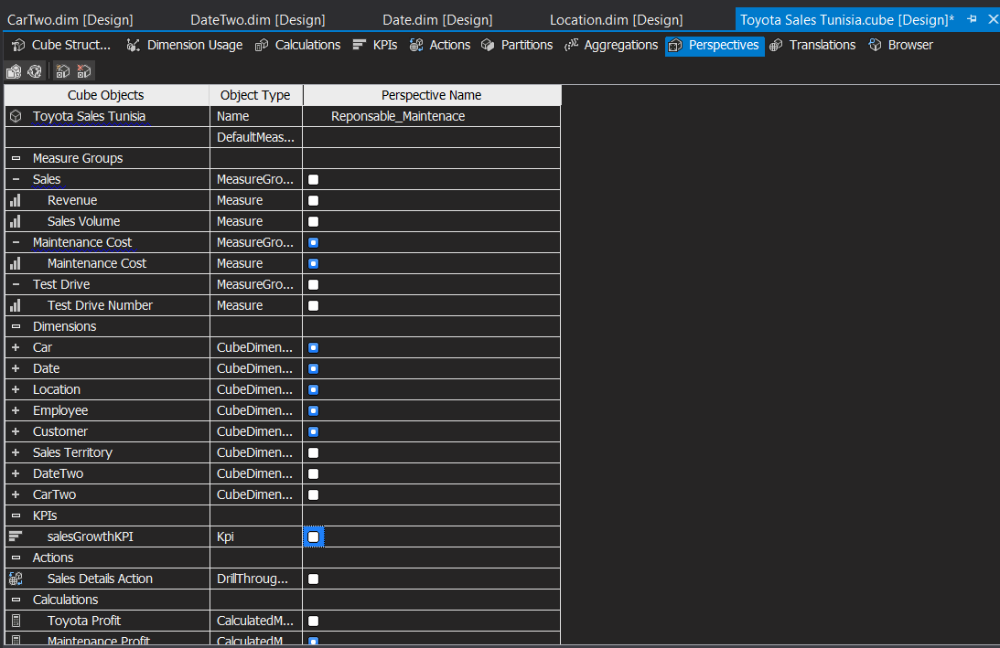 CarTwo.dim [Design] DateTwo.dim [Design] Date.dim [Design] Location.dim [Design] Toyota Sales Tunisia.cube [Design]*
Cube Struct... Dimension Usage Calculations KPIs Actions Partitions Aggregations Perspectives Translations Browser
Cube Objects Object Type Perspective Name
Toyota Sales Tunisia Name Reponsable_Maintenace
DefaultMeas...
Measure Groups
Sales MeasureGro...
Revenue Measure
Sales Volume Measure
Maintenance Cost MeasureGro...
Maintenance Cost Measure
Test Drive MeasureGro...
Test Drive Number Measure
Dimensions
Car CubeDimen...
Date CubeDimen...
Location CubeDimen...
Employee CubeDimen...
Customer CubeDimen...
Sales Territory CubeDimen...
DateTwo CubeDimen...
CarTwo CubeDimen...
KPIs
salesGrowthKPI Kpi
Actions
Sales Details Action DrillThroug...
Calculations
Toyota Profit CalculatedM...
Maintenance Profit CalculatedM